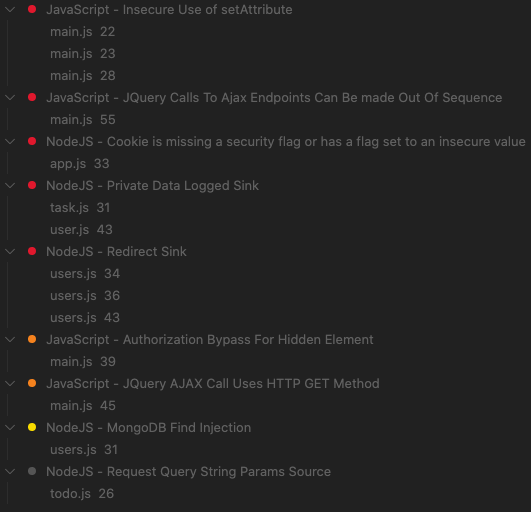 JavaScript - Insecure Use of setAttribute
main.js 22
main.js 23
main.js 28
JavaScript - JQuery Calls To Ajax Endpoints Can Be made Out Of Sequence
main.js 55
NodeJS - Cookie is missing a security flag or has a flag set to an insecure value
app.js 33
NodeJS - Private Data Logged Sink
task.js 31
user.js 43
NodeJS - Redirect Sink
users.js 34
users.js 36
users.js 43
JavaScript - Authorization Bypass For Hidden Element
main.js 39
JavaScript - JQuery AJAX Call Uses HTTP GET Method
main.js 45
NodeJS - MongoDB Find Injection
users.js 31
NodeJS - Request Query String Params Source
todo.js 26